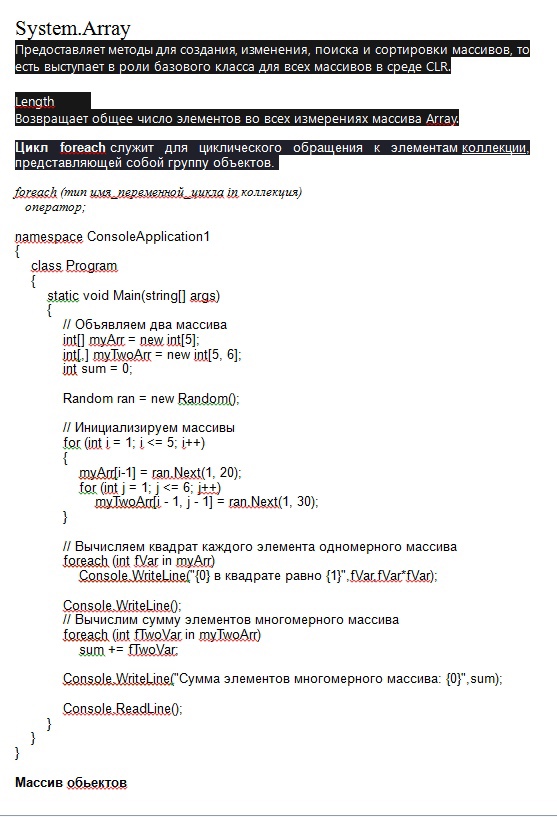 System.Array
Предоставляет методы для создания, изменения, поиска и сортировки массивов, то
есть выступает в роли базового класса для всех массивов в среде CLR.
Length
Возвращает общее число элементов во всех измерениях массива Array.
Цикл foreach служит для циклического обращения к элементам коллекции,
представляющей собой группу объектов.
foreach (тип имя_переменной_цикла in коллекция)
оператор;
namespace ConsoleApplication1
{
class Program
{
static void Main(string[] args)
{
// Объявляем два массива
int[] myArr = new int[5];
int[,] myTwoArr = new int[5, 6];
int sum = 0;
Random ran = new Random();
// Инициализируем массивы
for (int i = 1; i <= 5; i++)
{
myArr[i-1] = ran.Next(1, 20);
for (int j = 1; j <= 6; j++)
myTwoArr[i - 1, j - 1] = ran.Next(1, 30);
}
// Вычисляем квадрат каждого элемента одномерного массива
foreach (int fVar in myArr)
Console.WriteLine("{0} в квадрате равно {1}",fVar,fVar*fVar);
Console.WriteLine();
// Вычислим сумму элементов многомерного массива
foreach (int fTwoVar in myTwoArr)
sum += fTwoVar;
Console.WriteLine("Сумма элементов многомерного массива: {0}",sum);
Console.ReadLine();
}
}
}
Массив обьектов